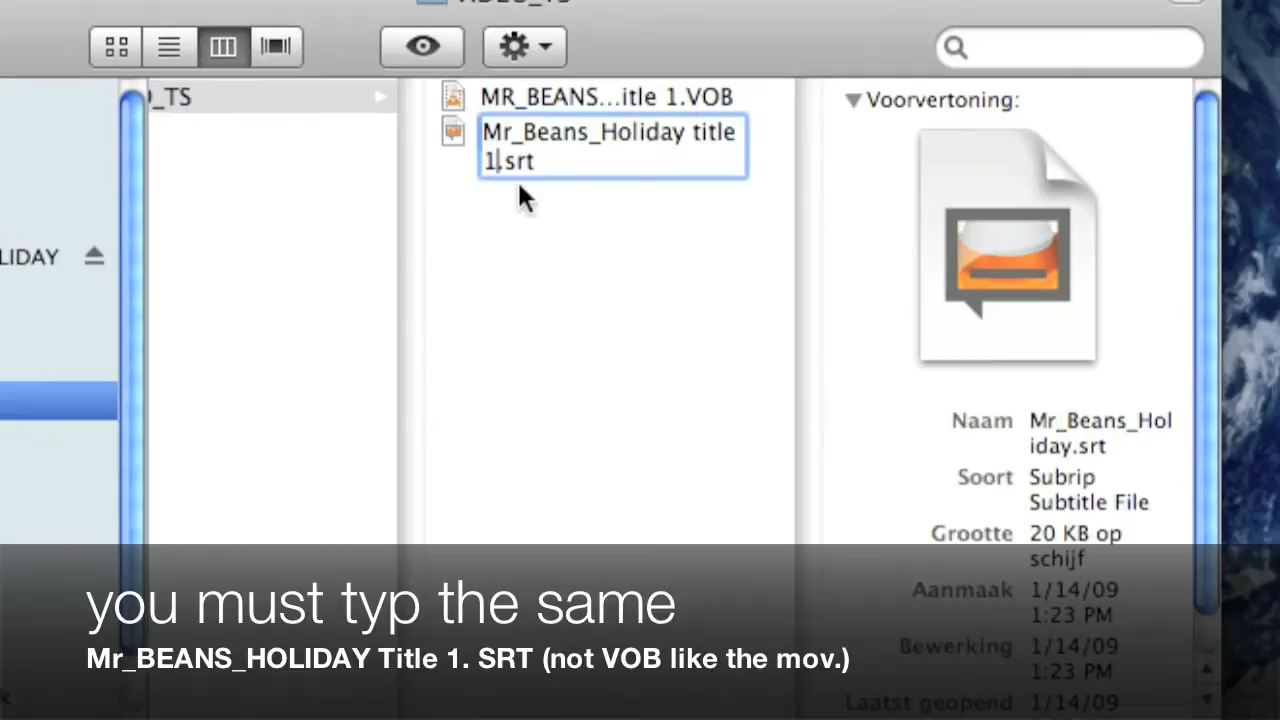 _TS
MR_BEANS...itle 1.VOB
Mr_Beans_Holiday title
1.srt
LIDAY
Voorvertoning:
Naam Mr_Beans_Hol
iday.srt
Soort Subrip
Subtitle File
Grootte 20 KB op
schijf
Aanmaak 1/14/09
1:23 PM
Bewerking 1/14/09
1:23 PM
Laatst geopend 1/14/09
you must typ the same
Mr_BEANS_HOLIDAY Title 1. SRT (not VOB like the mov.)